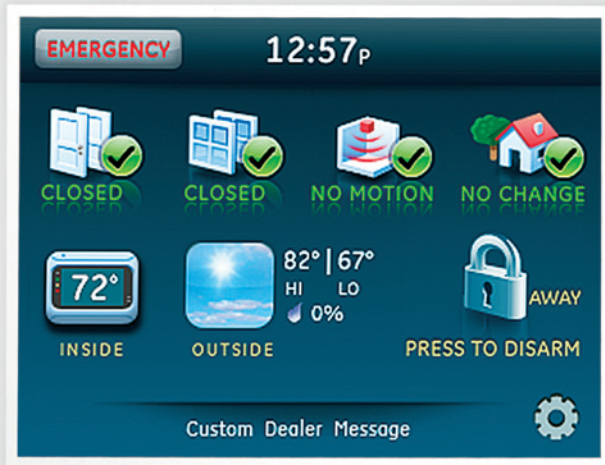 EMERGENCY 12:57P
CLOSED CLOSED NO MOTION NO CHANGE
82° | 67°
72° HI LO
0% AWAY
INSIDE OUTSIDE PRESS TO DISARM
Custom Dealer Message